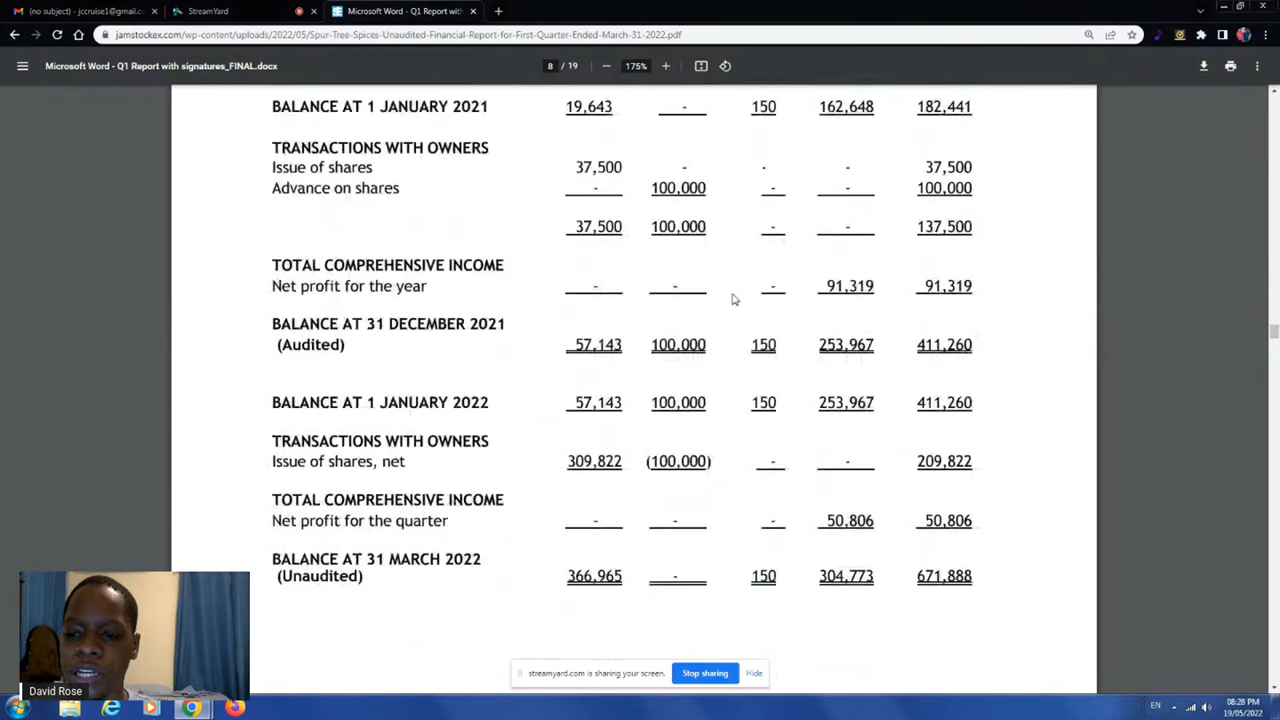 (no subject) - jccruise1@gmail.c
StreamYard
Microsoft Word - Q1 Report with
jamstockex.com/wp-content/uploads/2022/05/Spur-Tree-Spices-Unaudited-Financial-Report-for-First-Quarter-Ended-March-31-2022.pdf
Microsoft Word - Q1 Report with signatures_FINAL.docx 8 / 19 175%
BALANCE AT 1 JANUARY 2021 19,643 - 150 162,648 182,441
TRANSACTIONS WITH OWNERS
Issue of shares 37,500 - - - 37,500
Advance on shares - 100,000 - - 100,000
37,500 100,000 - - 137,500
TOTAL COMPREHENSIVE INCOME
Net profit for the year - - - 91,319 91,319
BALANCE AT 31 DECEMBER 2021
(Audited) 57,143 100,000 150 253,967 411,260
BALANCE AT 1 JANUARY 2022 57,143 100,000 150 253,967 411,260
TRANSACTIONS WITH OWNERS
Issue of shares, net 309,822 (100,000) - - 209,822
TOTAL COMPREHENSIVE INCOME
Net profit for the quarter - - - 50,806 50,806
BALANCE AT 31 MARCH 2022
(Unaudited) 366,965 - 150 304,773 671,888
streamyard.com is sharing your screen. Stop sharing Hide
David Rose
EN 08:28 PM
19/05/2022